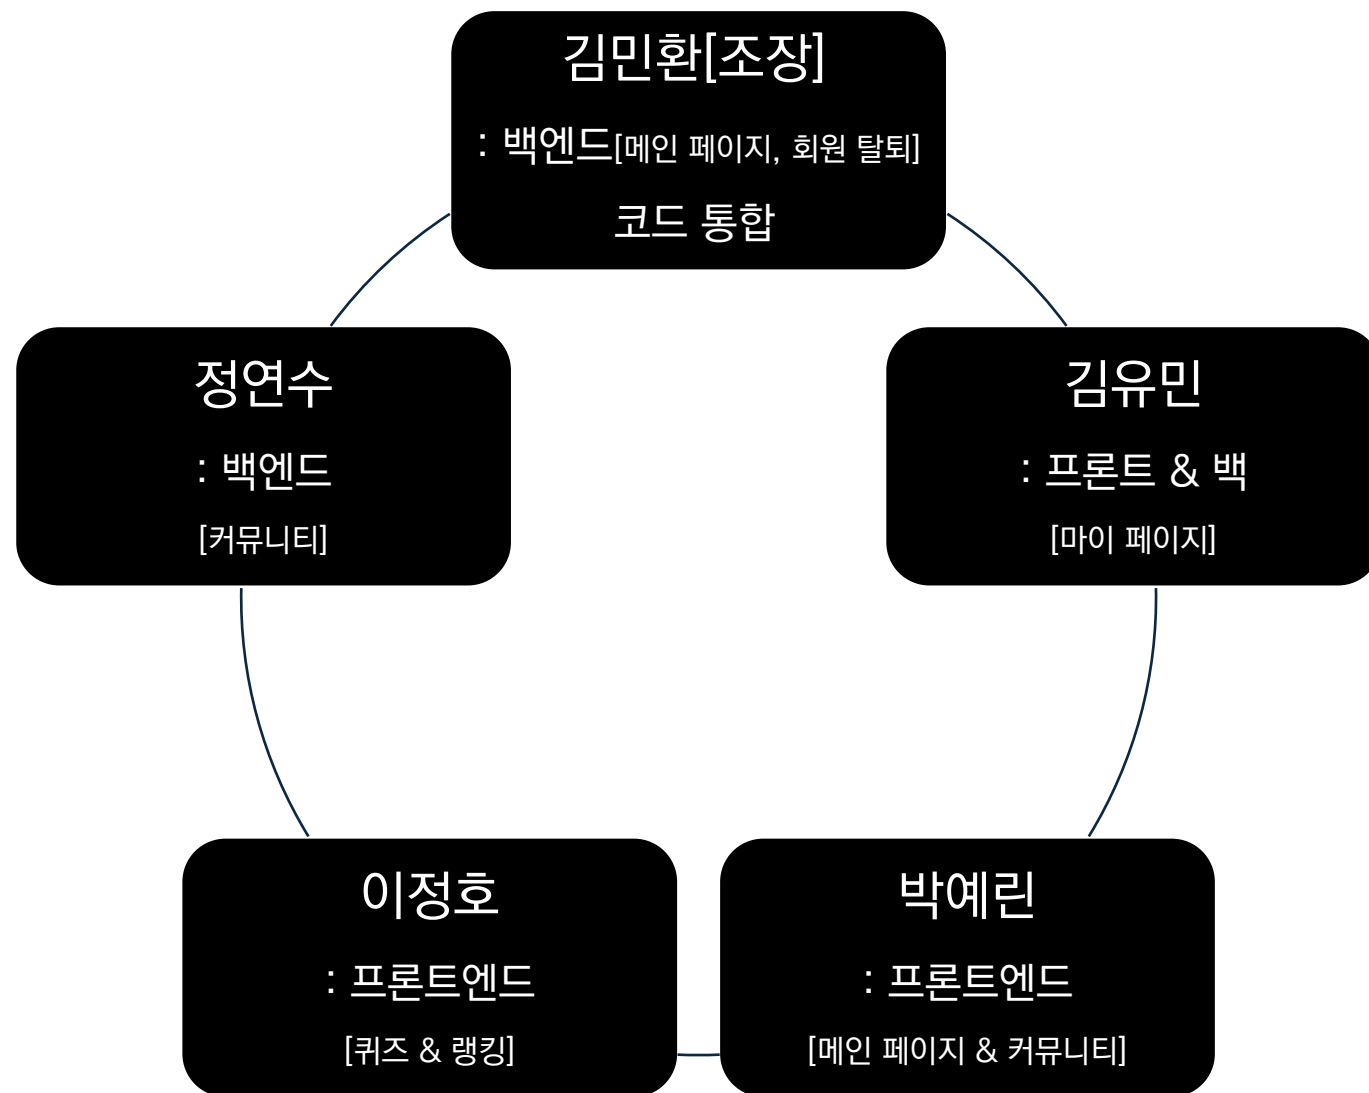 김민환[조장]
: 백엔드[메인 페이지, 회원 탈퇴]
코드 통합
정연수
: 백엔드
[커뮤니티]
김유민
: 프론트 & 백
[마이 페이지]
이정호
: 프론트엔드
[퀴즈 & 랭킹]
박예린
: 프론트엔드
[메인 페이지 & 커뮤니티]